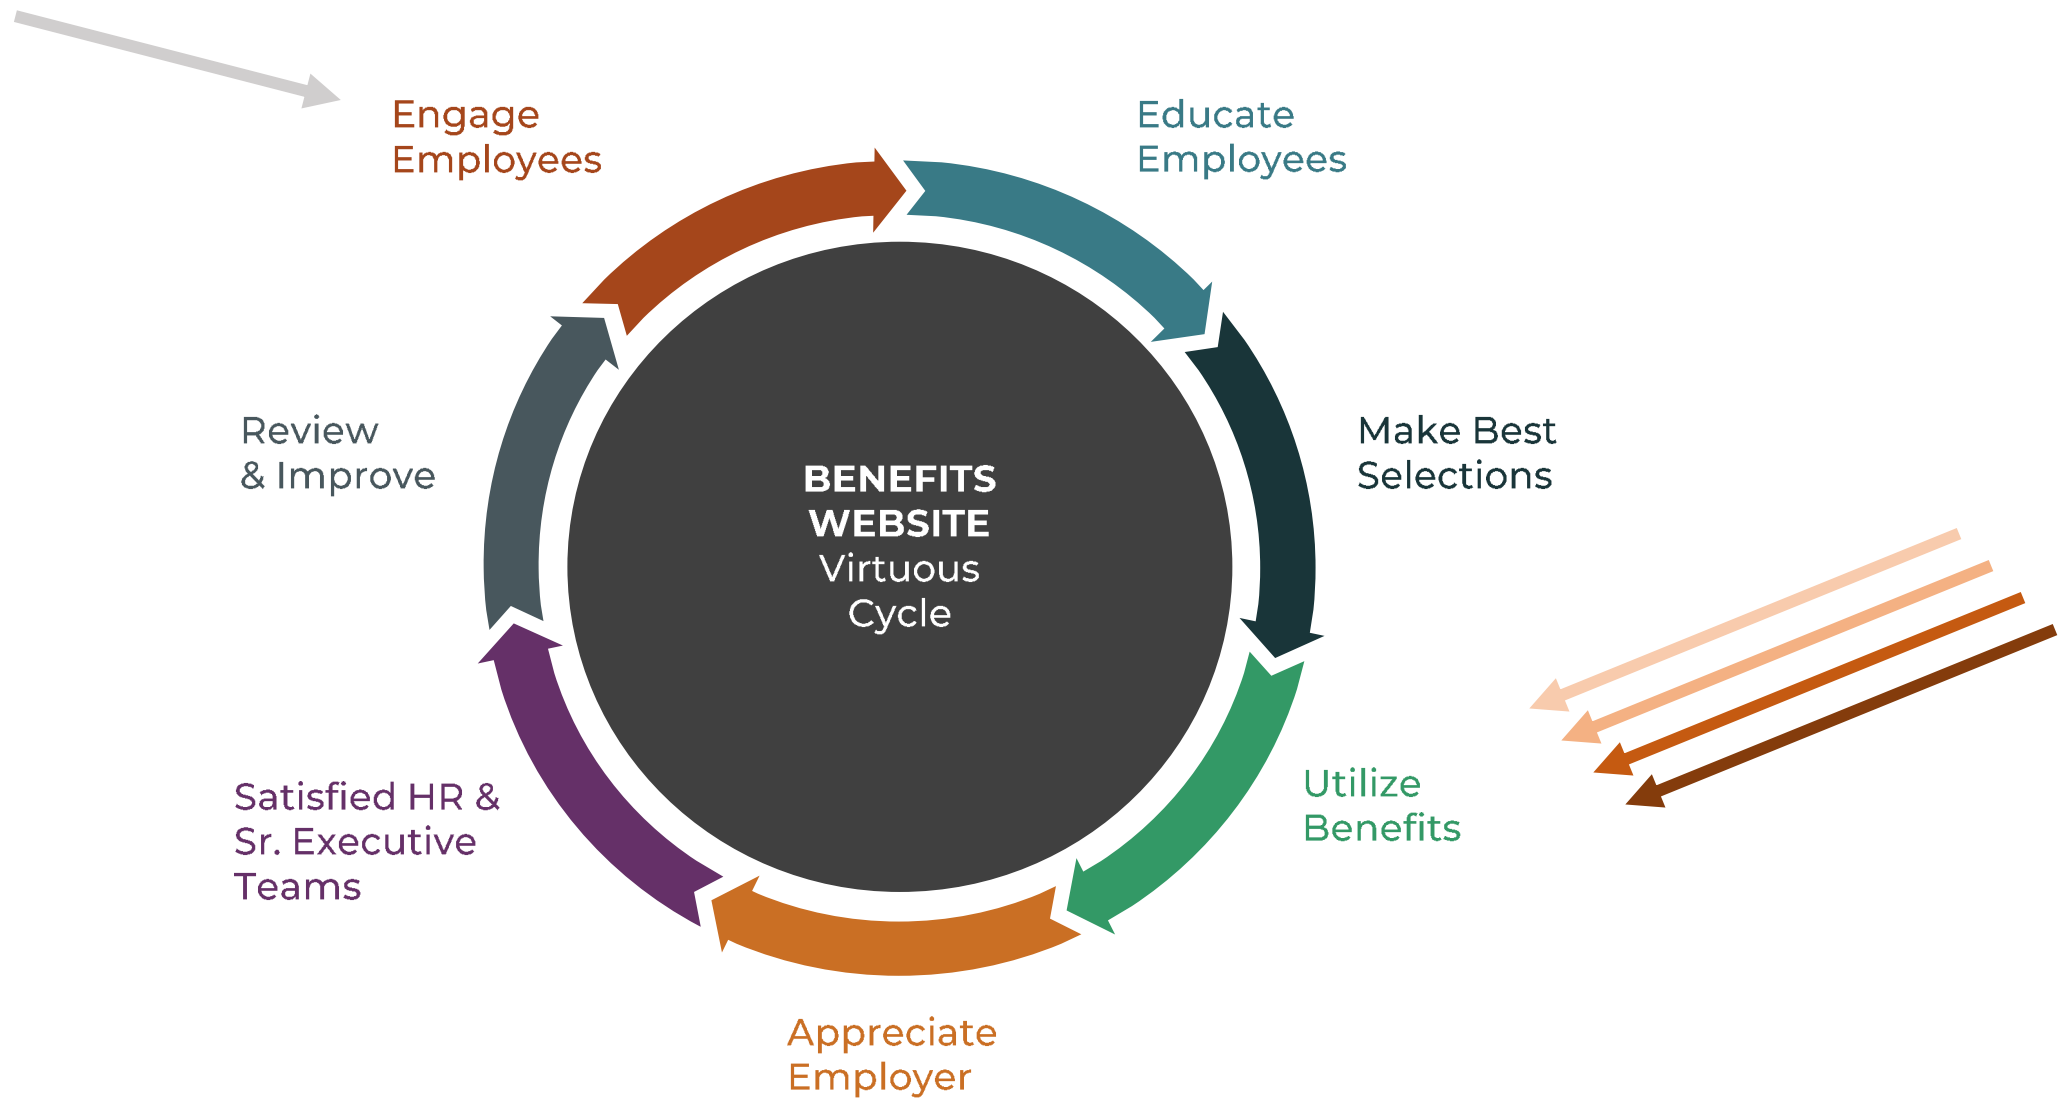 Engage
Employees
Educate
Employees
Make Best
Selections
Utilize
Benefits
Appreciate
Employer
Satisfied HR &
Sr. Executive
Teams
Review
& Improve
BENEFITS
WEBSITE
Virtuous
Cycle